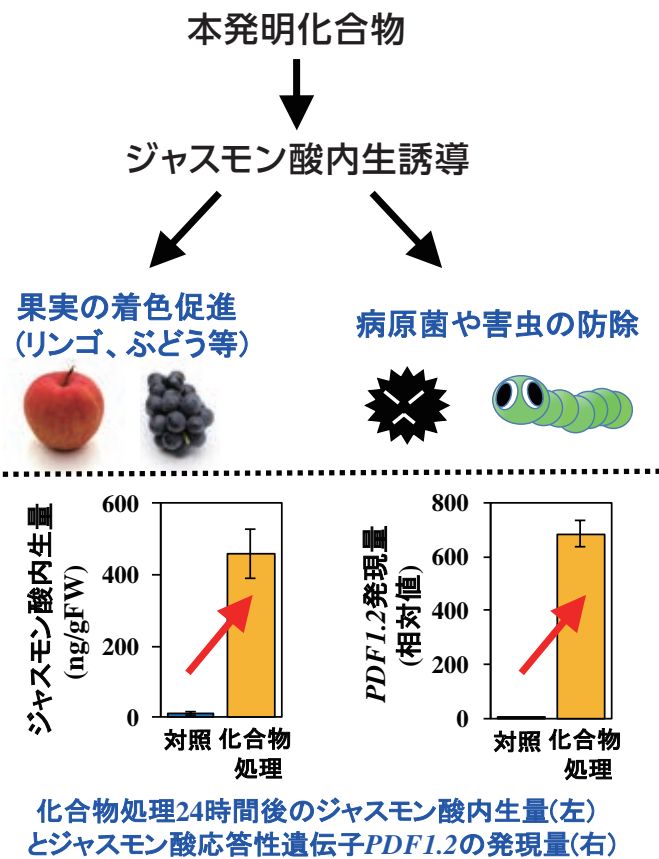 本発明化合物
ジャスモン酸内生誘導
果実の着色促進
(リンゴ、ぶどう等)
病原菌や害虫の防除
ジャスモン酸内生量
(ng/gFW)
600
400
200
0
対照
化合物
処理
PDF1.2発現量
(相対値)
800
600
400
200
0
対照
化合物
処理
化合物処理24時間後のジャスモン酸内生量(左)
とジャスモン酸応答性遺伝子PDF1.2の発現量(右)